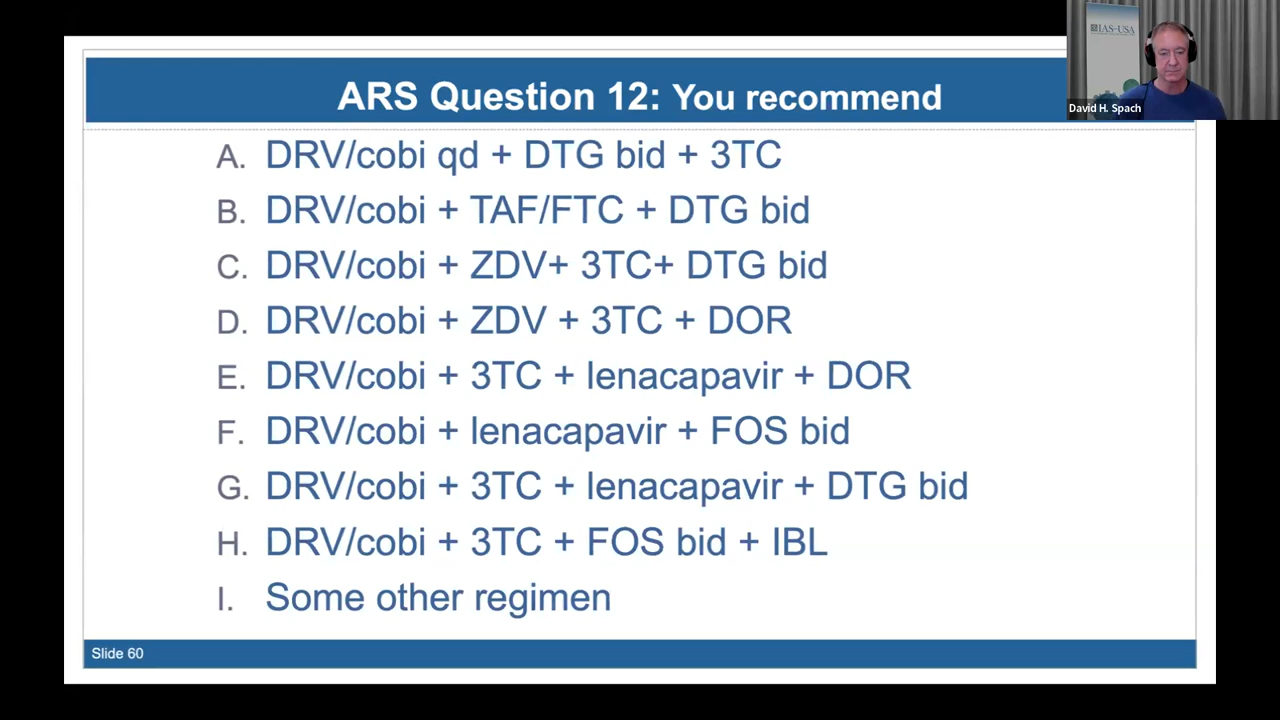 IAS-USA
David H. Spach
ARS Question 12: You recommend
A. DRV/cobi qd + DTG bid + 3TC
B. DRV/cobi + TAF/FTC + DTG bid
C. DRV/cobi + ZDV+ 3TC+ DTG bid
D. DRV/cobi + ZDV + 3TC + DOR
E. DRV/cobi + 3TC + lenacapavir + DOR
F. DRV/cobi + lenacapavir + FOS bid
G. DRV/cobi + 3TC + lenacapavir + DTG bid
H. DRV/cobi + 3TC + FOS bid + IBL
I. Some other regimen
Slide 60